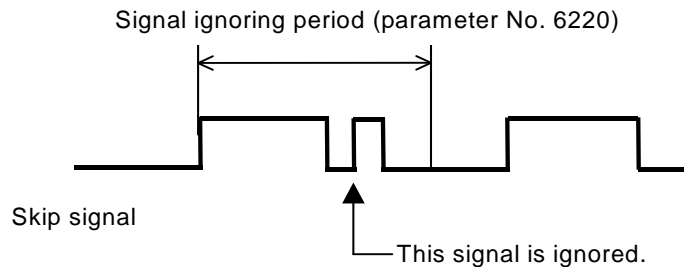 Signal ignoring period (parameter No. 6220)
Skip signal
This signal is ignored.